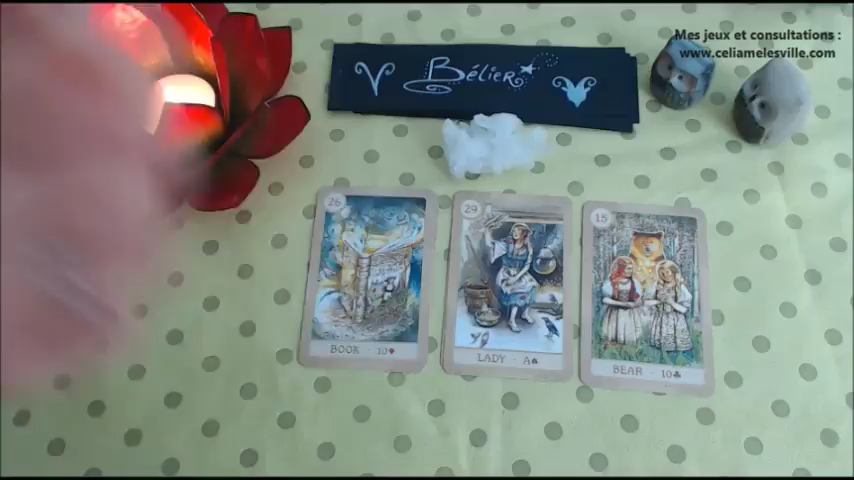 Mes jeux et consultations :
www.celiamelesville.com
Bélier
26
29
15
BOOK - 10♦
LADY - A♠
BEAR - 10♣